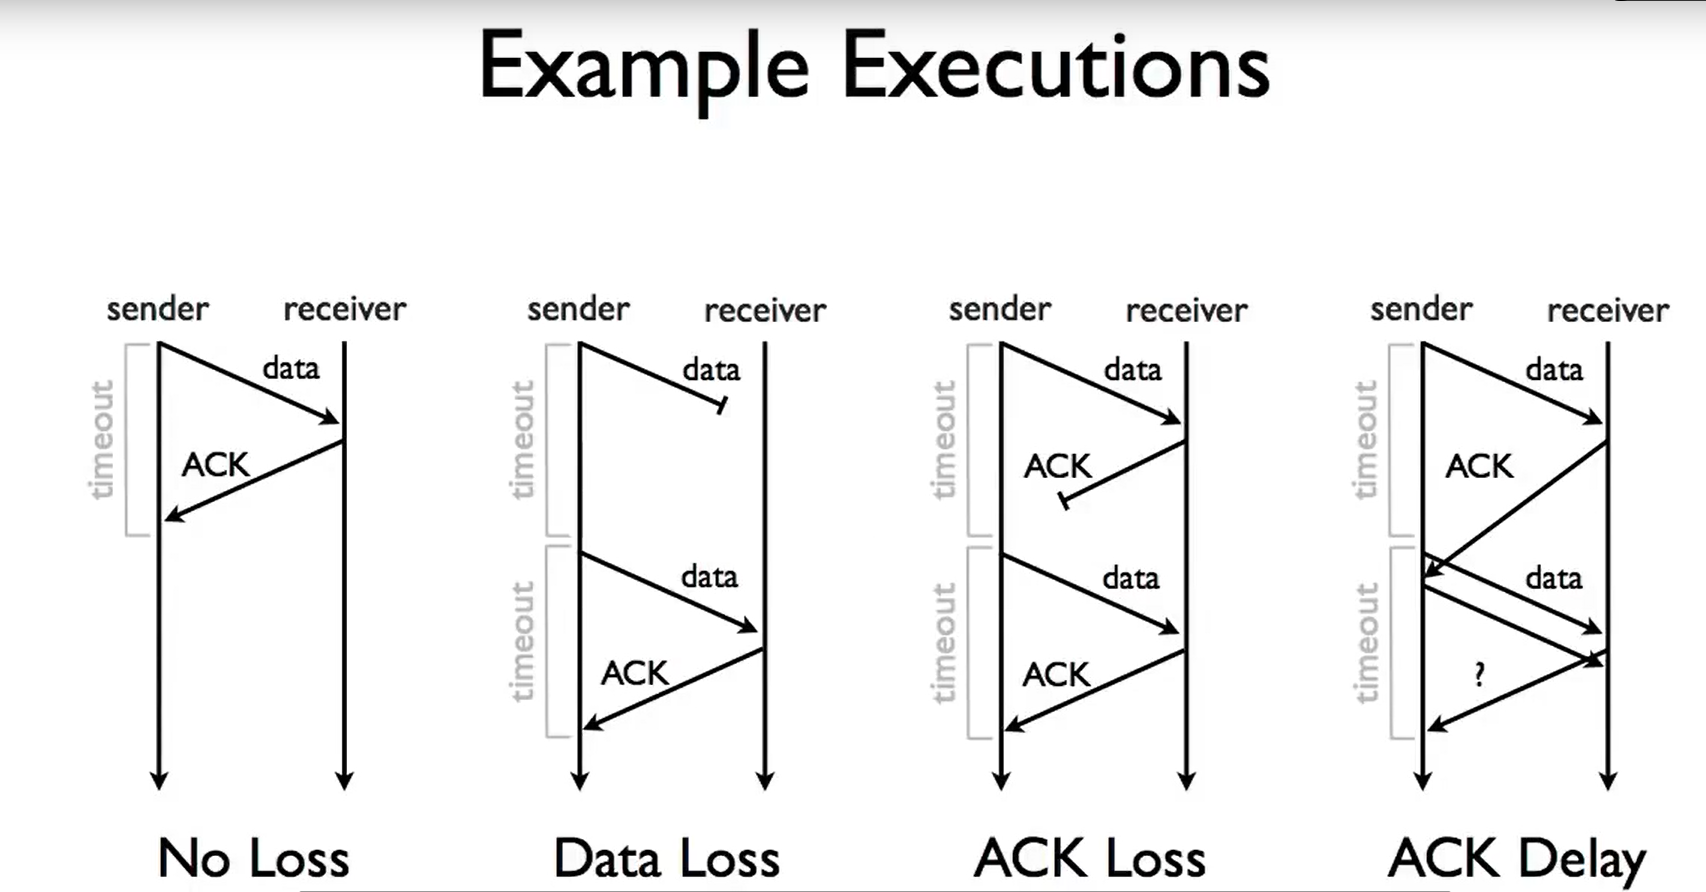 Example Executions
sender receiver
timeout
data
ACK
No Loss
sender receiver
timeout
data
timeout
data
ACK
Data Loss
sender receiver
timeout
data
ACK
timeout
data
ACK
ACK Loss
sender receiver
timeout
data
ACK
timeout
data
?
ACK Delay